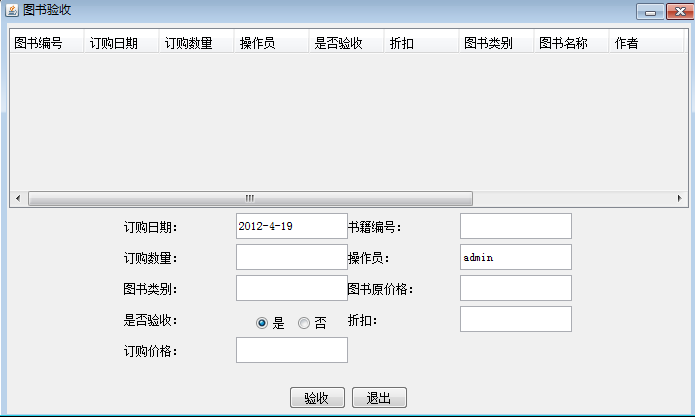 图书验收
图书编号 订购日期 订购数量 操作员 是否验收 折扣 图书类别 图书名称 作者
订购日期： 2012-4-19 书籍编号：
订购数量： 操作员： admin
图书类别： 图书原价格：
是否验收： 是 否 折扣：
订购价格：
验收 退出